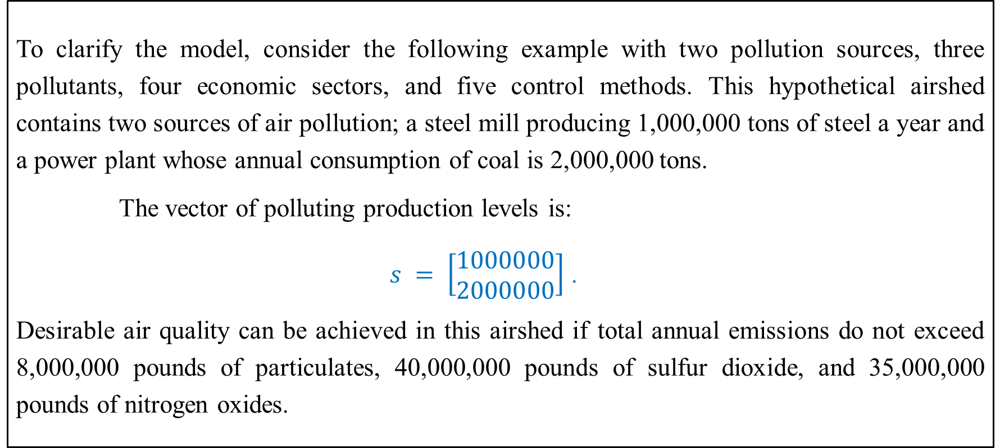 To clarify the model, consider the following example with two pollution sources, three
pollutants, four economic sectors, and five control methods. This hypothetical airshed
contains two sources of air pollution; a steel mill producing 1,000,000 tons of steel a year and
a power plant whose annual consumption of coal is 2,000,000 tons.
The vector of polluting production levels is:
s = [1000000
2000000] .
Desirable air quality can be achieved in this airshed if total annual emissions do not exceed
8,000,000 pounds of particulates, 40,000,000 pounds of sulfur dioxide, and 35,000,000
pounds of nitrogen oxides.